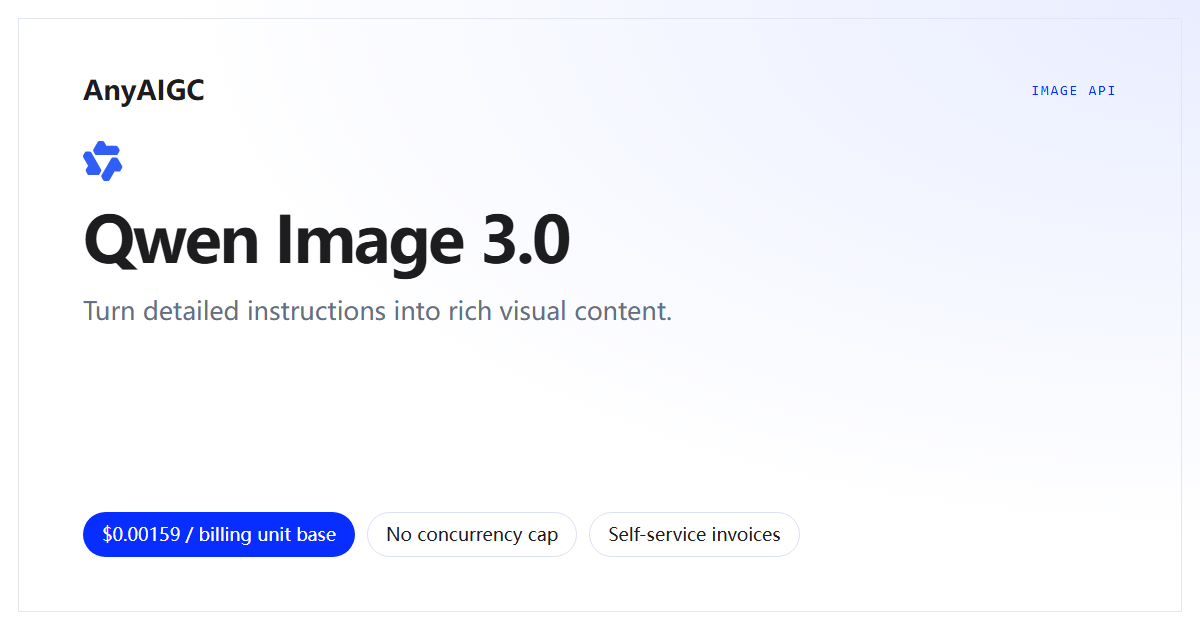 AnyAIGC
IMAGE API
Qwen Image 3.0
Turn detailed instructions into rich visual content.
$0.00159 / billing unit base
No concurrency cap
Self-service invoices